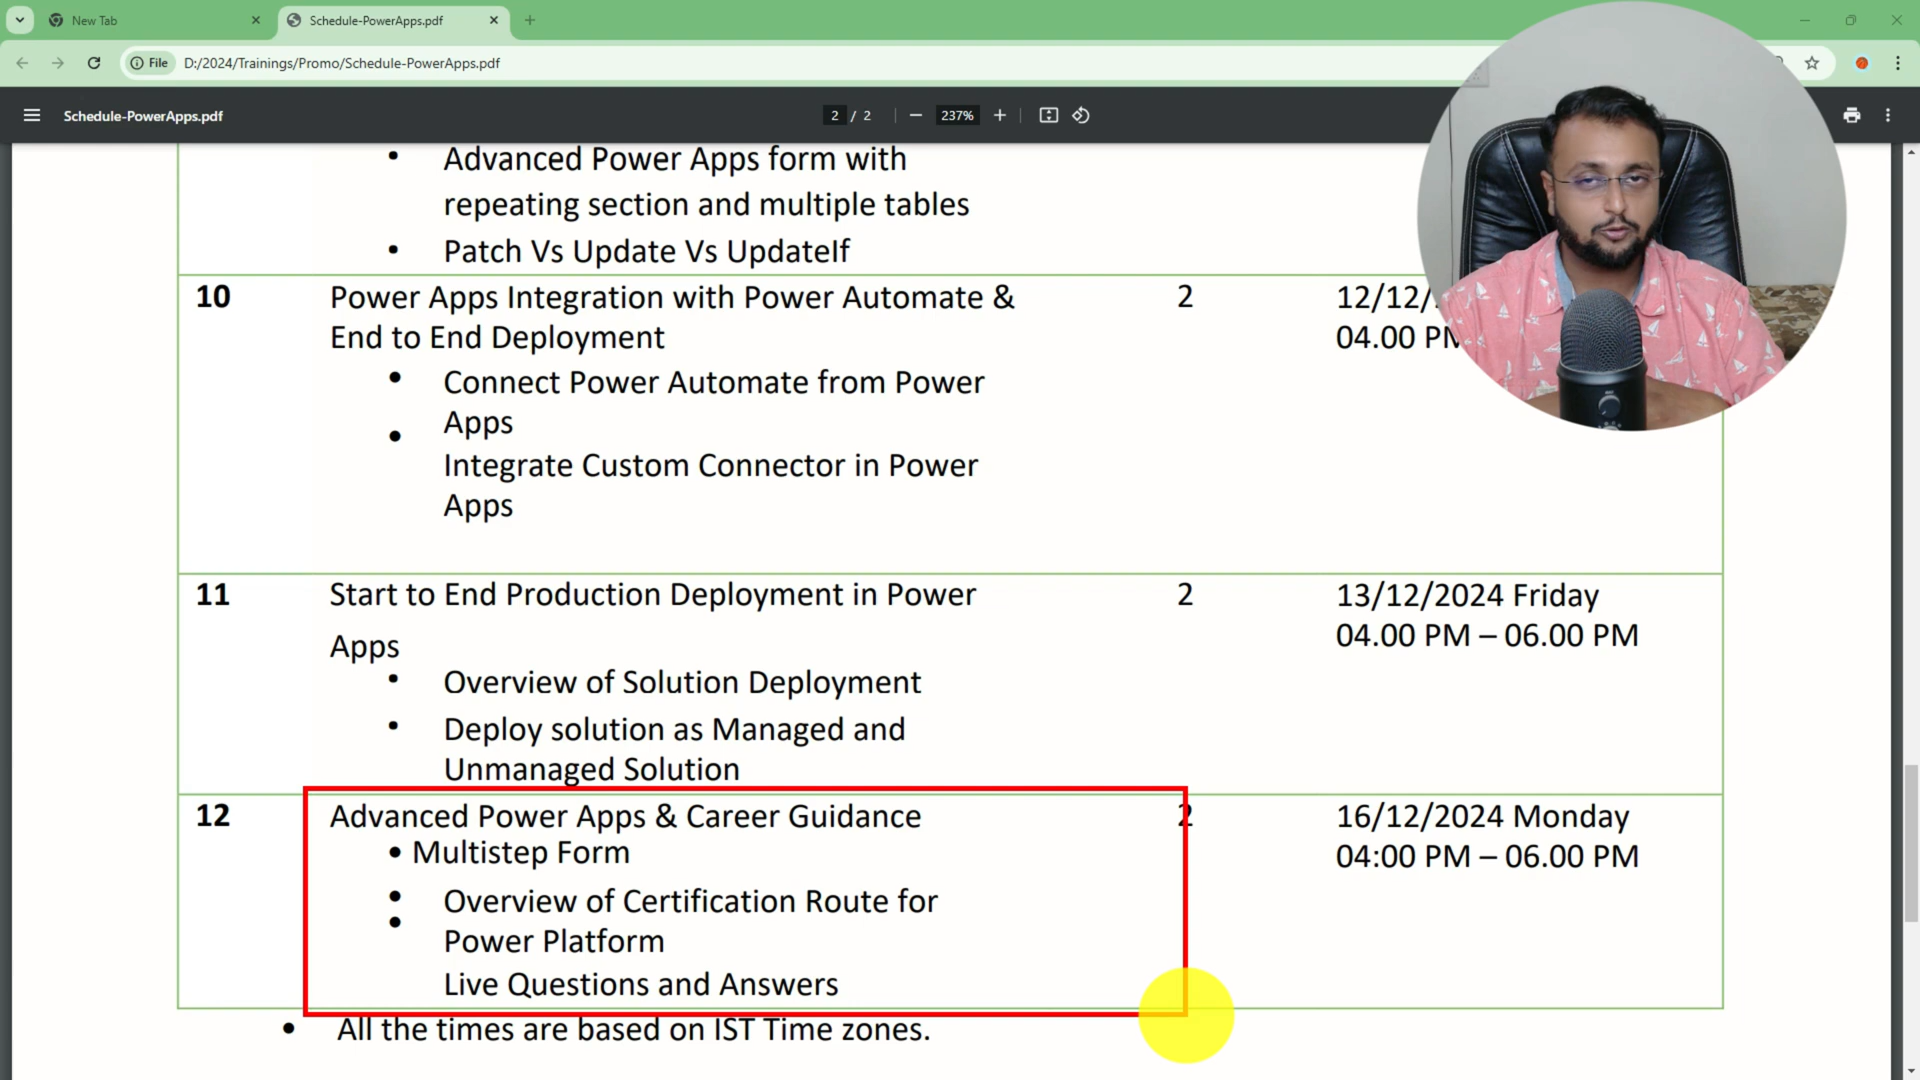 New Tab
Schedule-PowerApps.pdf
File D:/2024/Trainings/Promo/Schedule-PowerApps.pdf
Schedule-PowerApps.pdf 2 / 2 237%
• Advanced Power Apps form with
repeating section and multiple tables
• Patch Vs Update Vs UpdateIf
10 Power Apps Integration with Power Automate & 2 12/12/
End to End Deployment 04.00 PM
• Connect Power Automate from Power
Apps
• Integrate Custom Connector in Power
Apps
11 Start to End Production Deployment in Power 2 13/12/2024 Friday
Apps 04.00 PM – 06.00 PM
• Overview of Solution Deployment
• Deploy solution as Managed and
Unmanaged Solution
12 Advanced Power Apps & Career Guidance 2 16/12/2024 Monday
• Multistep Form 04:00 PM – 06.00 PM
• Overview of Certification Route for
• Power Platform
Live Questions and Answers
• All the times are based on IST Time zones.